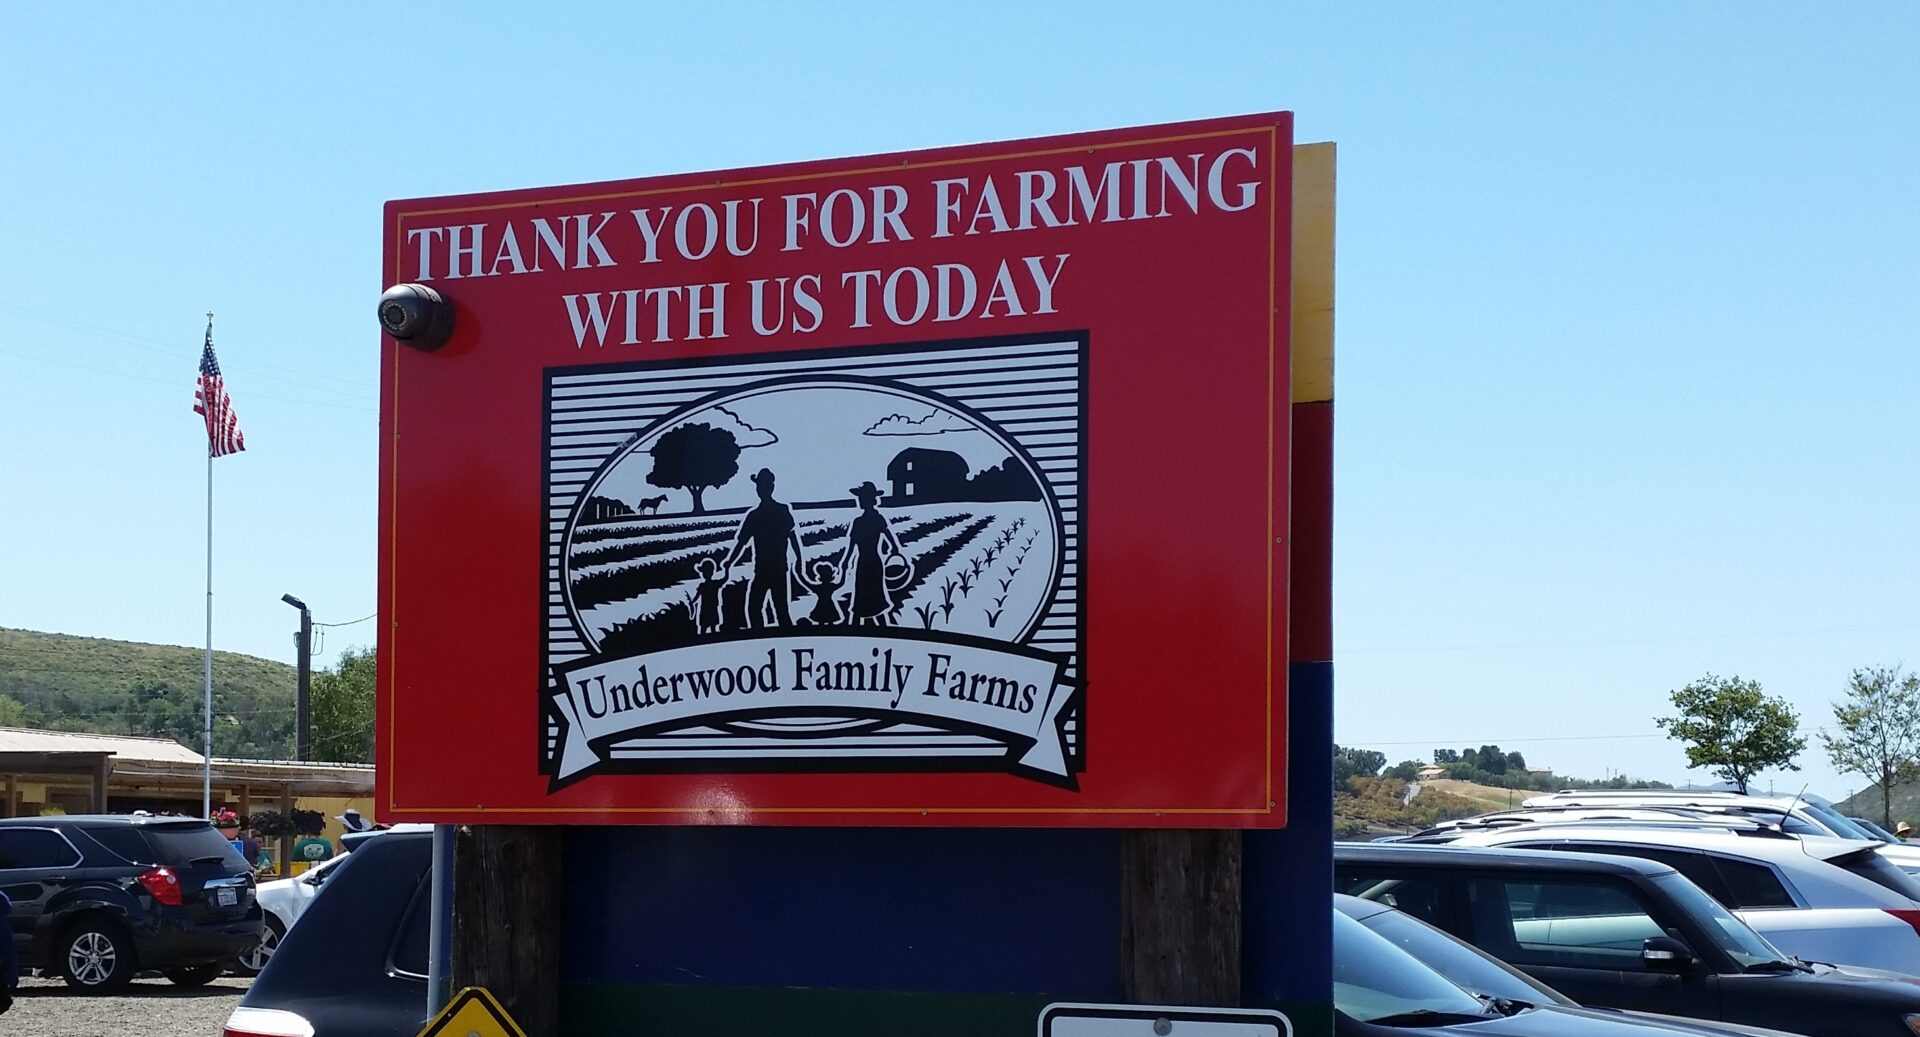 THANK YOU FOR FARMING
WITH US TODAY
Underwood Family Farms